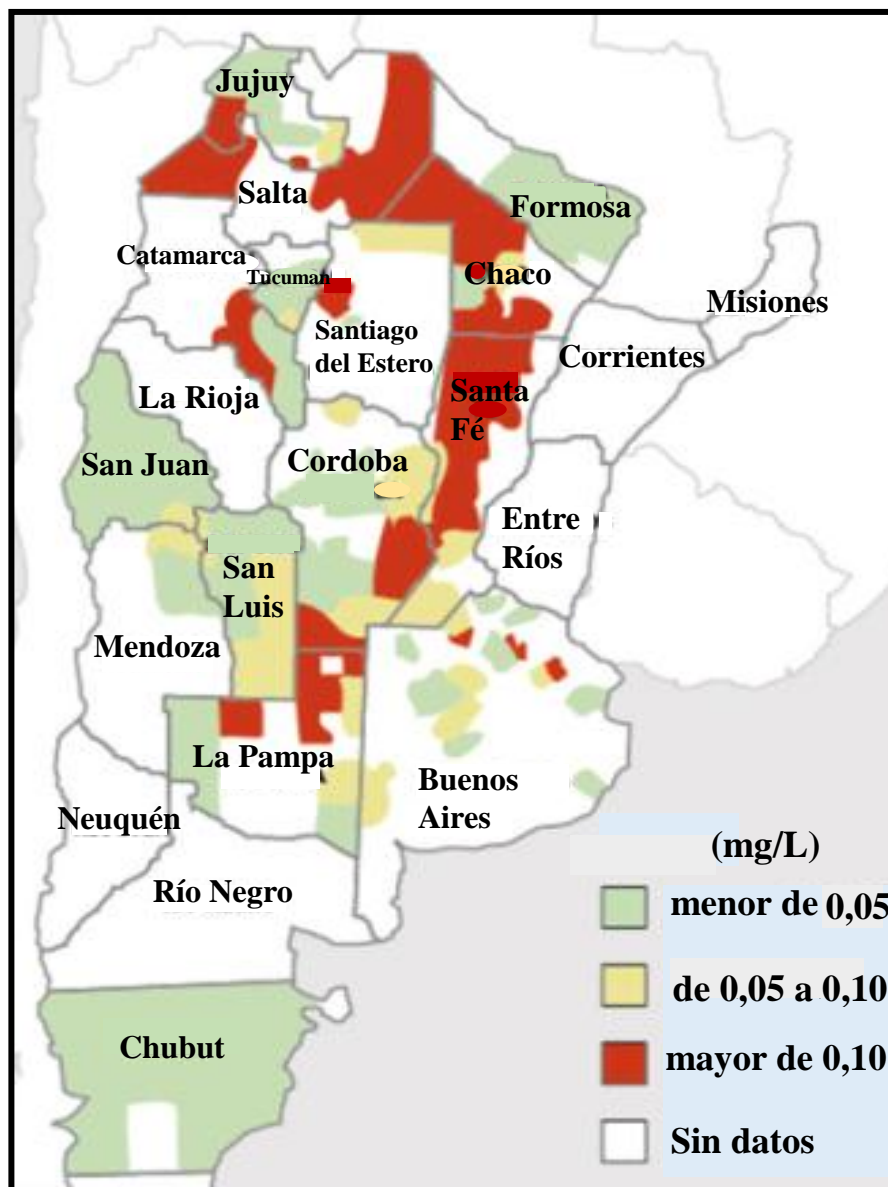 Jujuy
Salta
Formosa
Catamarca
Tucuman
Chaco
Misiones
Santiago
del Estero
Corrientes
La Rioja
Santa
Fé
San Juan
Cordoba
Entre
Ríos
San
Luis
Mendoza
La Pampa
Buenos
Aires
Neuquén
Río Negro
Chubut
(mg/L)
menor de 0,05
de 0,05 a 0,10
mayor de 0,10
Sin datos